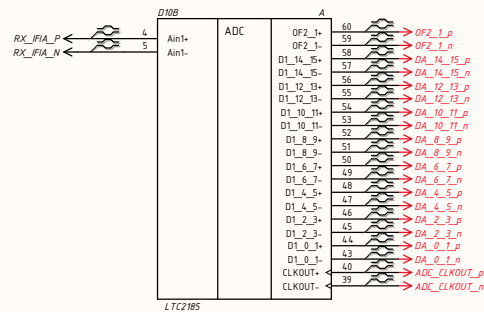 D10B A
ADC
60 OF2_1+ OF2_1_p
RX_IFIA_P 4 Ain1+ OF2_1- 59 OF2_1_n
RX_IFIA_N 5 Ain1- D1_14_15+ 58 DA_14_15_p
D1_14_15- 57 DA_14_15_n
D1_12_13+ 56 DA_12_13_p
D1_12_13- 55 DA_12_13_n
D1_10_11+ 54 DA_10_11_p
D1_10_11- 53 DA_10_11_n
D1_8_9+ 52 DA_8_9_p
D1_8_9- 51 DA_8_9_n
D1_6_7+ 50 DA_6_7_p
D1_6_7- 49 DA_6_7_n
D1_4_5+ 48 DA_4_5_p
D1_4_5- 47 DA_4_5_n
D1_2_3+ 46 DA_2_3_p
D1_2_3- 45 DA_2_3_n
D1_0_1+ 44 DA_0_1_p
D1_0_1- 43 DA_0_1_n
CLKOUT+ 40 ADC_CLKOUT_p
CLKOUT- 39 ADC_CLKOUT_n
LTC2185